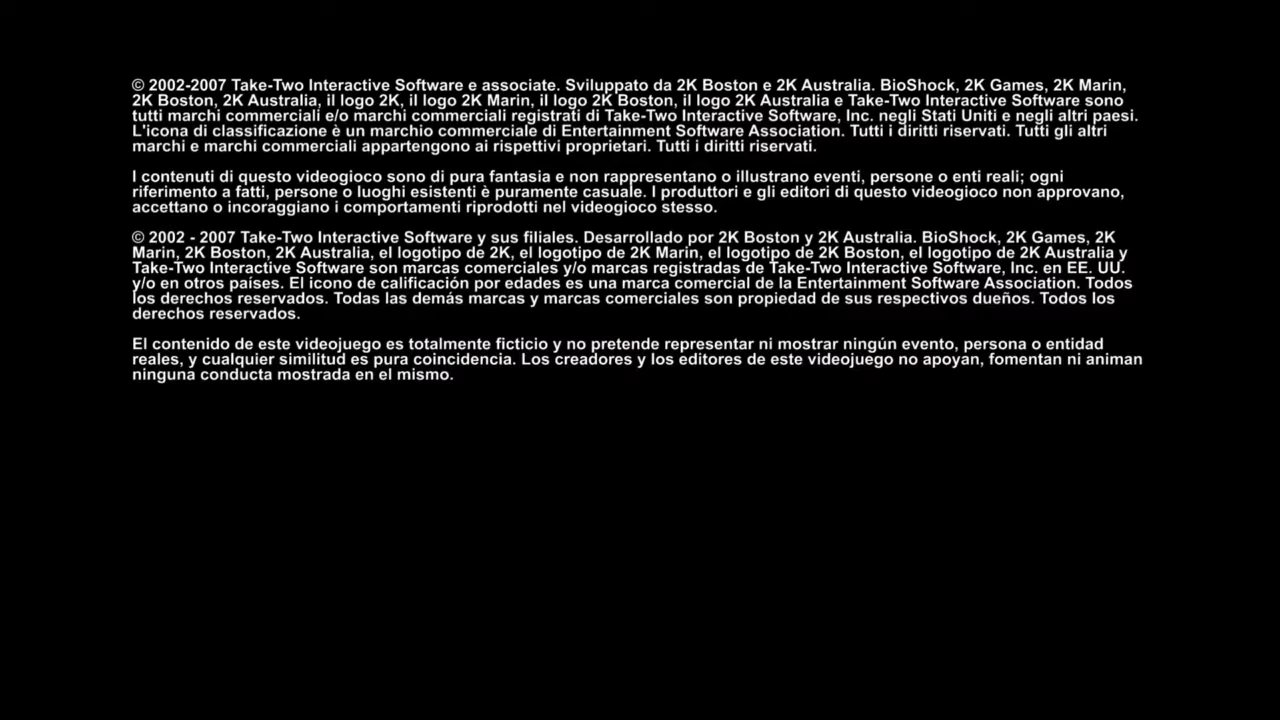 © 2002-2007 Take-Two Interactive Software e associate. Sviluppato da 2K Boston e 2K Australia. BioShock, 2K Games, 2K Marin,
2K Boston, 2K Australia, il logo 2K, il logo 2K Marin, il logo 2K Boston, il logo 2K Australia e Take-Two Interactive Software sono
tutti marchi commerciali e/o marchi commerciali registrati di Take-Two Interactive Software, Inc. negli Stati Uniti e negli altri paesi.
L'icona di classificazione è un marchio commerciale di Entertainment Software Association. Tutti i diritti riservati. Tutti gli altri
marchi e marchi commerciali appartengono ai rispettivi proprietari. Tutti i diritti riservati.
I contenuti di questo videogioco sono di pura fantasia e non rappresentano o illustrano eventi, persone o enti reali; ogni
riferimento a fatti, persone o luoghi esistenti è puramente casuale. I produttori e gli editori di questo videogioco non approvano,
accettano o incoraggiano i comportamenti riprodotti nel videogioco stesso.
© 2002 - 2007 Take-Two Interactive Software y sus filiales. Desarrollado por 2K Boston y 2K Australia. BioShock, 2K Games, 2K
Marin, 2K Boston, 2K Australia, el logotipo de 2K, el logotipo de 2K Marin, el logotipo de 2K Boston, el logotipo de 2K Australia y
Take-Two Interactive Software son marcas comerciales y/o marcas registradas de Take-Two Interactive Software, Inc. en EE. UU.
y/o en otros países. El icono de calificación por edades es una marca comercial de la Entertainment Software Association. Todos
los derechos reservados. Todas las demás marcas y marcas comerciales son propiedad de sus respectivos dueños. Todos los
derechos reservados.
El contenido de este videojuego es totalmente ficticio y no pretende representar ni mostrar ningún evento, persona o entidad
reales, y cualquier similitud es pura coincidencia. Los creadores y los editores de este videojuego no apoyan, fomentan ni animan
ninguna conducta mostrada en el mismo.